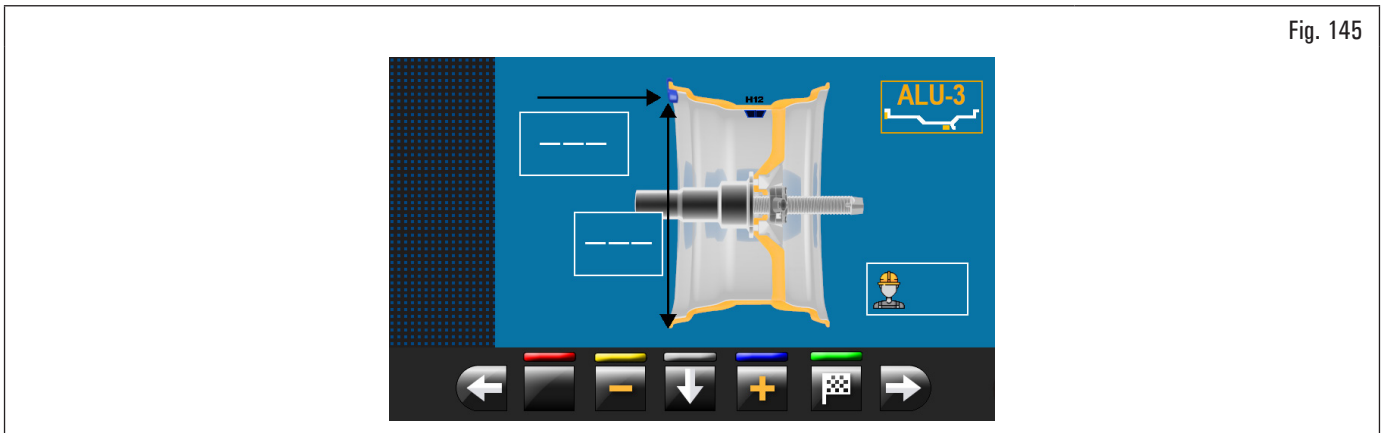 Fig. 145
H12
ALU-3
– – –
– – –